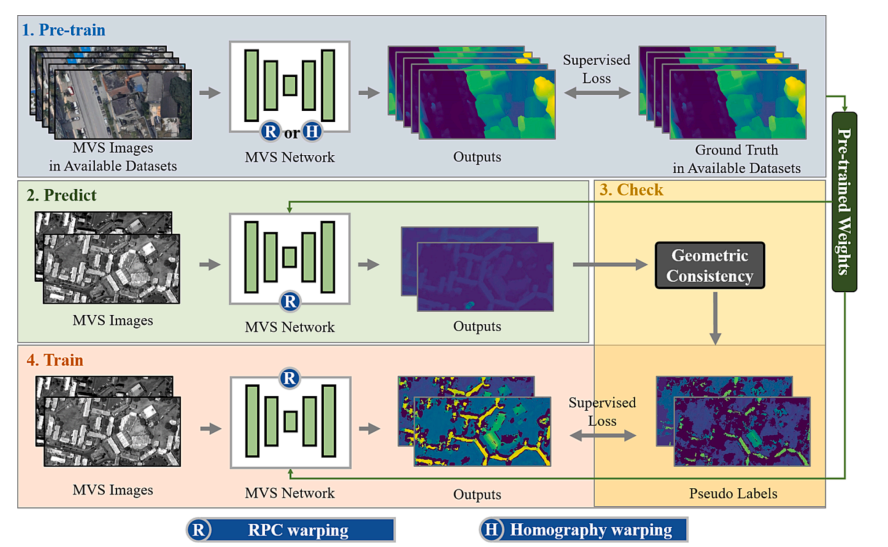 1. Pre-train
R or H
MVS Images
in Available Datasets
MVS Network
Outputs
Supervised
Loss
Ground Truth
in Available Datasets
Pre-trained Weights
2. Predict
MVS Images
R
MVS Network
Outputs
3. Check
Geometric
Consistency
4. Train
R
MVS Images
MVS Network
Outputs
Supervised
Loss
Pseudo Labels
R RPC warping
H Homography warping